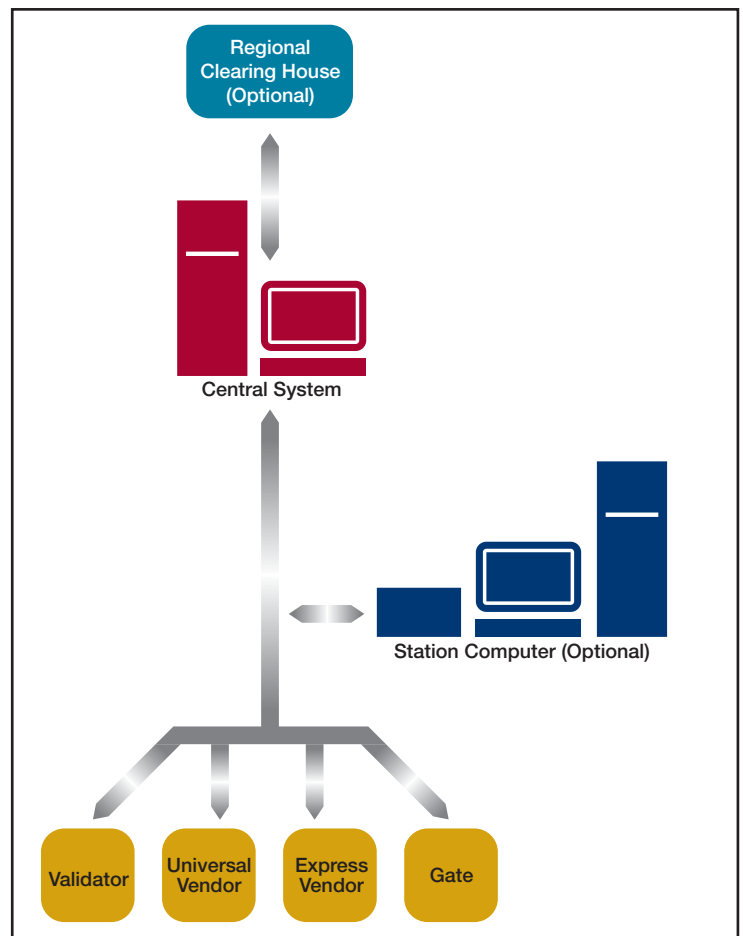 Regional
Clearing House
(Optional)
Central System
Station Computer (Optional)
Validator
Universal
Vendor
Express
Vendor
Gate